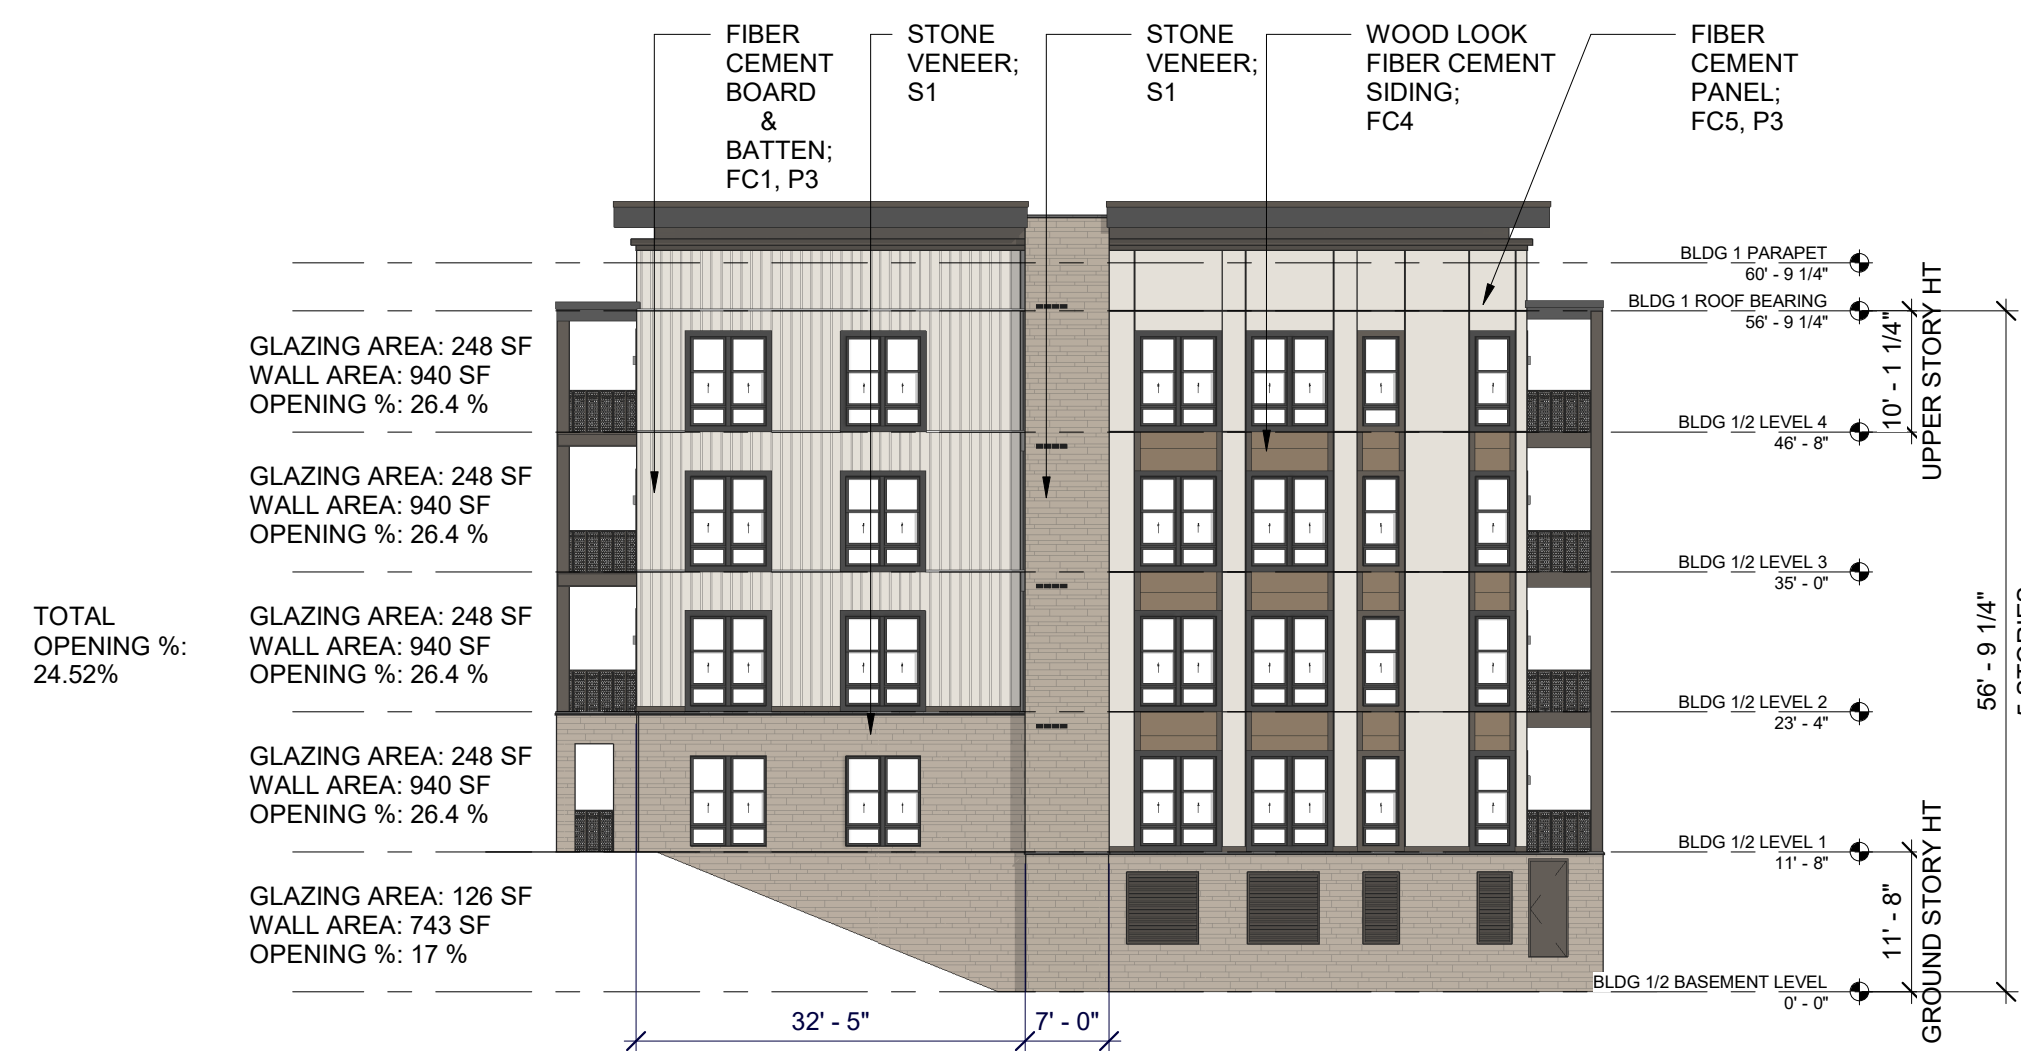 FIBER
CEMENT
BOARD
&
BATTEN;
FC1, P3
STONE
VENEER;
S1
STONE
VENEER;
S1
WOOD LOOK
FIBER CEMENT
SIDING;
FC4
FIBER
CEMENT
PANEL;
FC5, P3
BLDG 1 PARAPET
60' - 9 1/4"
BLDG 1 ROOF BEARING
56' - 9 1/4"
GLAZING AREA: 248 SF
WALL AREA: 940 SF
OPENING %: 26.4 %
10' - 1 1/4"
UPPER STORY HT
BLDG 1/2 LEVEL 4
46' - 8"
GLAZING AREA: 248 SF
WALL AREA: 940 SF
OPENING %: 26.4 %
BLDG 1/2 LEVEL 3
35' - 0"
TOTAL
OPENING %:
24.52%
GLAZING AREA: 248 SF
WALL AREA: 940 SF
OPENING %: 26.4 %
56' - 9 1/4"
5 STORIES
BLDG 1/2 LEVEL 2
23' - 4"
GLAZING AREA: 248 SF
WALL AREA: 940 SF
OPENING %: 26.4 %
BLDG 1/2 LEVEL 1
11' - 8"
GLAZING AREA: 126 SF
WALL AREA: 743 SF
OPENING %: 17 %
11' - 8"
GROUND STORY HT
BLDG 1/2 BASEMENT LEVEL
0' - 0"
32' - 5"
7' - 0"